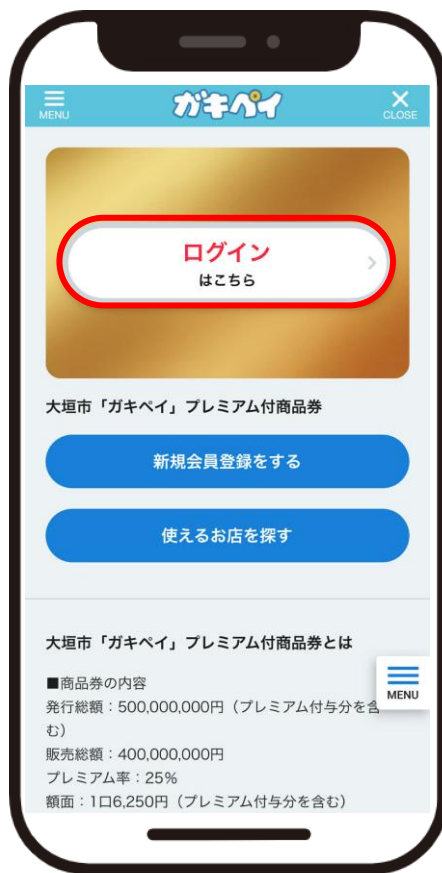 MENU
ガキペイ
CLOSE
ログイン
はこちら
大垣市「ガキペイ」プレミアム付商品券
新規会員登録をする
使えるお店を探す
大垣市「ガキペイ」プレミアム付商品券とは
■商品券の内容
発行総額：500,000,000円（プレミアム付与分を含
む）
販売総額：400,000,000円
プレミアム率：25%
額面：1口6,250円（プレミアム付与分を含む）
MENU